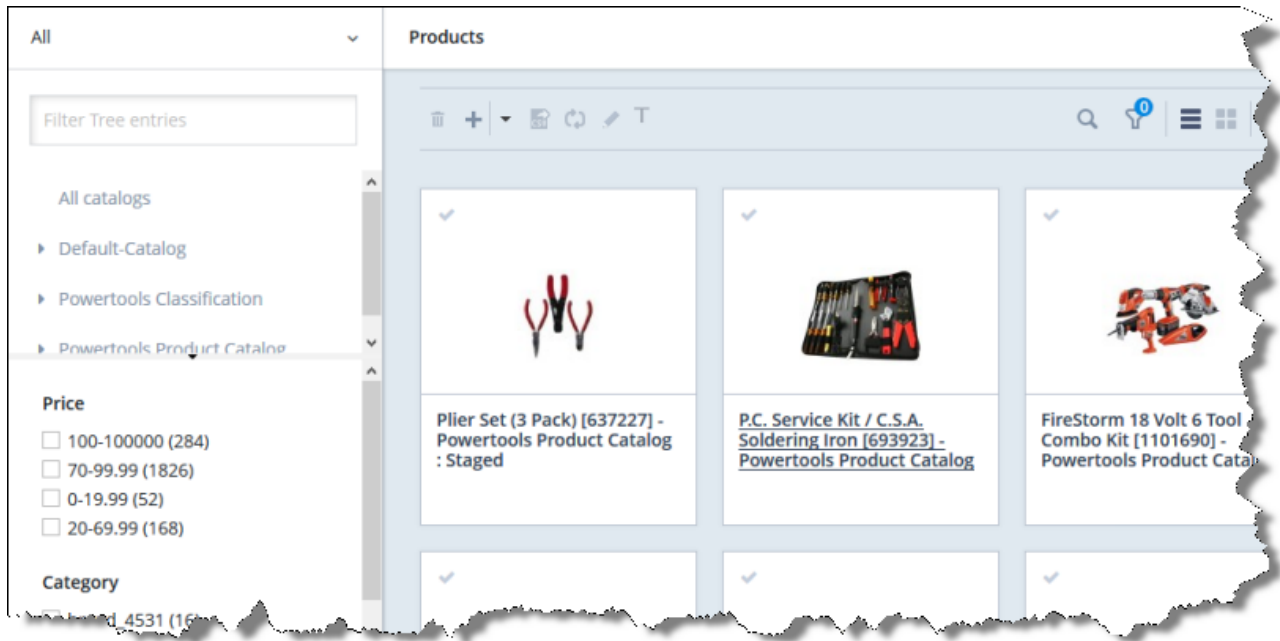 All
Products
Filter Tree entries
T
0
All catalogs
Default-Catalog
Powertools Classification
Powertools Product Catalog
Price
100-100000 (284)
70-99.99 (1826)
0-19.99 (52)
20-69.99 (168)
Category
4531
Plier Set (3 Pack) [637227] -
Powertools Product Catalog
: Staged
P.C. Service Kit / C.S.A.
Soldering Iron [693923] -
Powertools Product Catalog
FireStorm 18 Volt 6 Tool
Combo Kit [1101690] -
Powertools Product